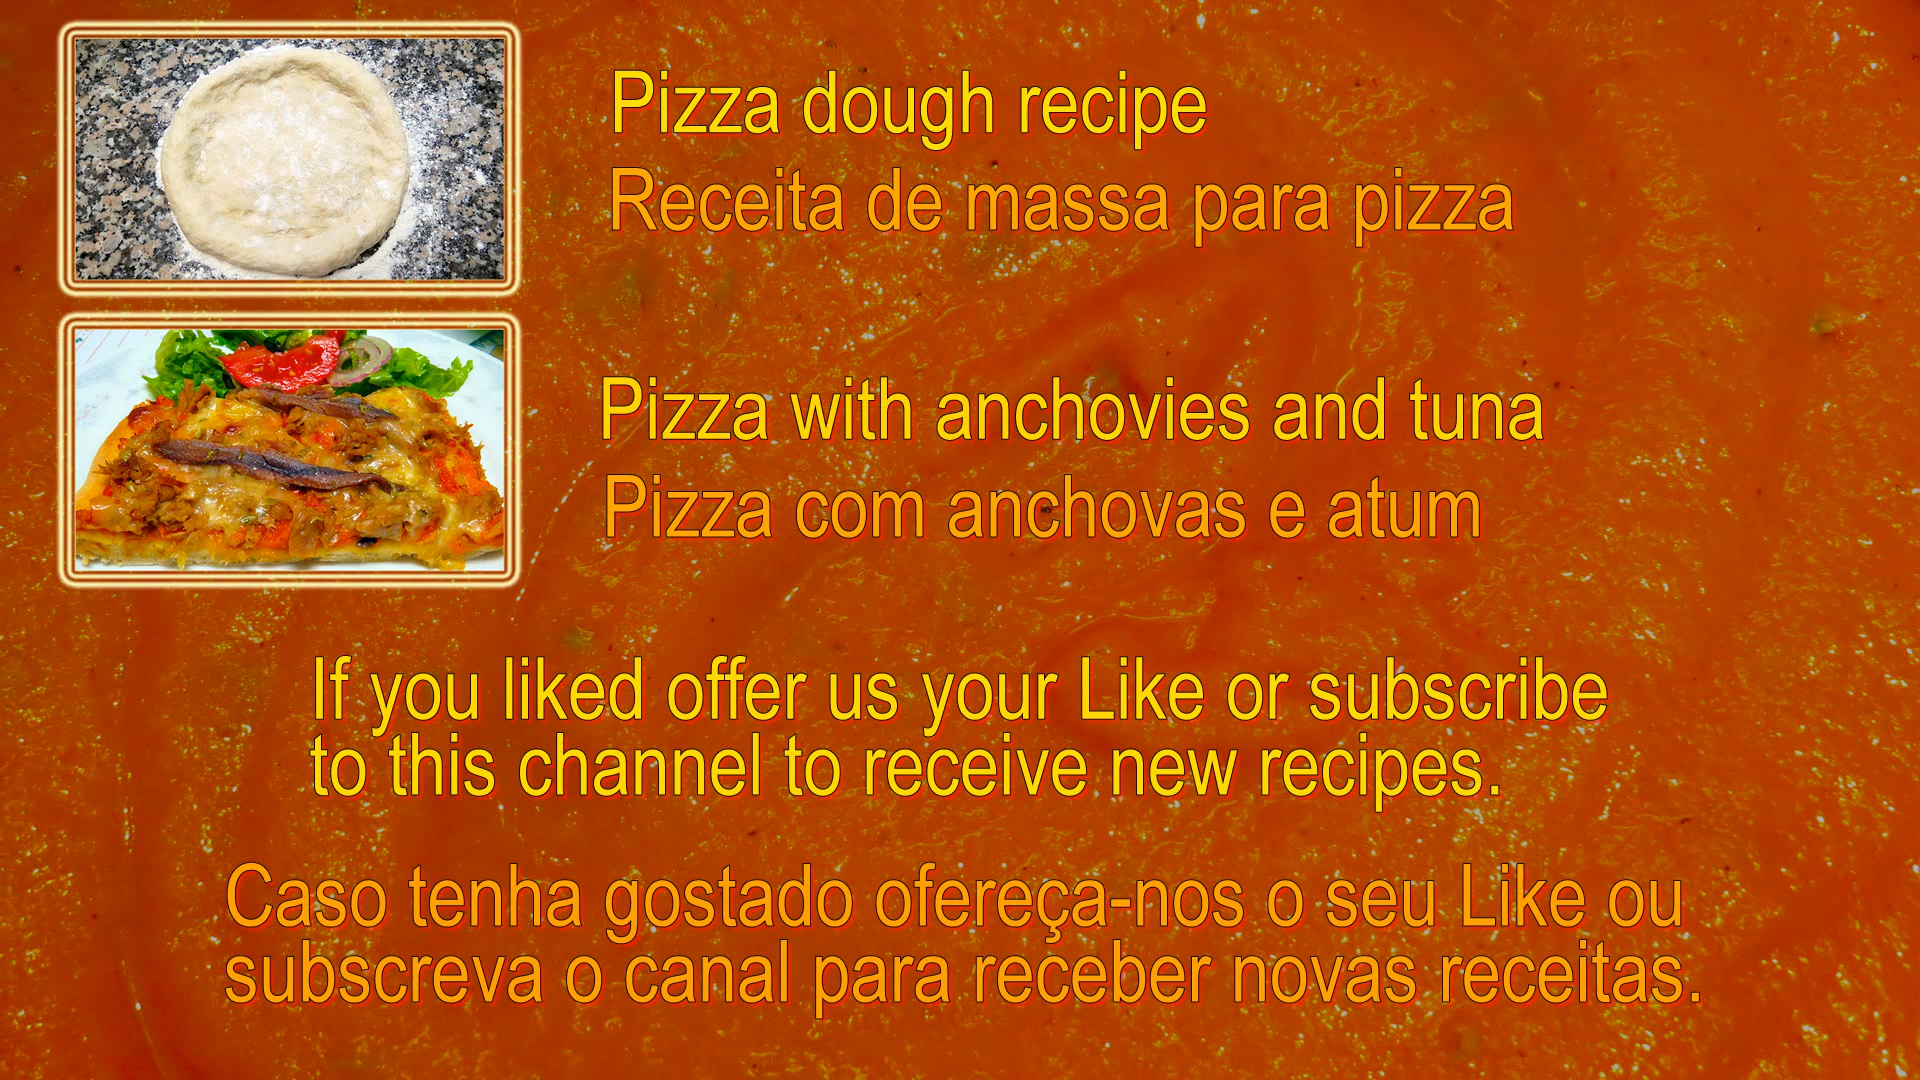 Pizza dough recipe
Receita de massa para pizza
Pizza with anchovies and tuna
Pizza com anchovas e atum
If you liked offer us your Like or subscribe
to this channel to receive new recipes.
Caso tenha gostado ofereça-nos o seu Like ou
subscreva o canal para receber novas receitas.